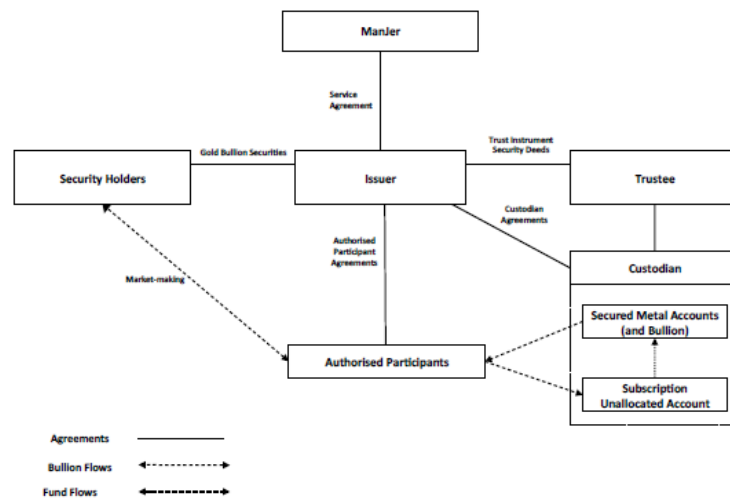 ManJer
Service
Agreement
Gold Bullion Securities
Trust Instrument
Security Deeds
Security Holders
Issuer
Trustee
Custodian
Agreements
Authorised
Participant
Agreements
Custodian
Market-making
Secured Metal Accounts
(and Bullion)
Authorised Participants
Subscription
Unallocated Account
Agreements
Bullion Flows
Fund Flows